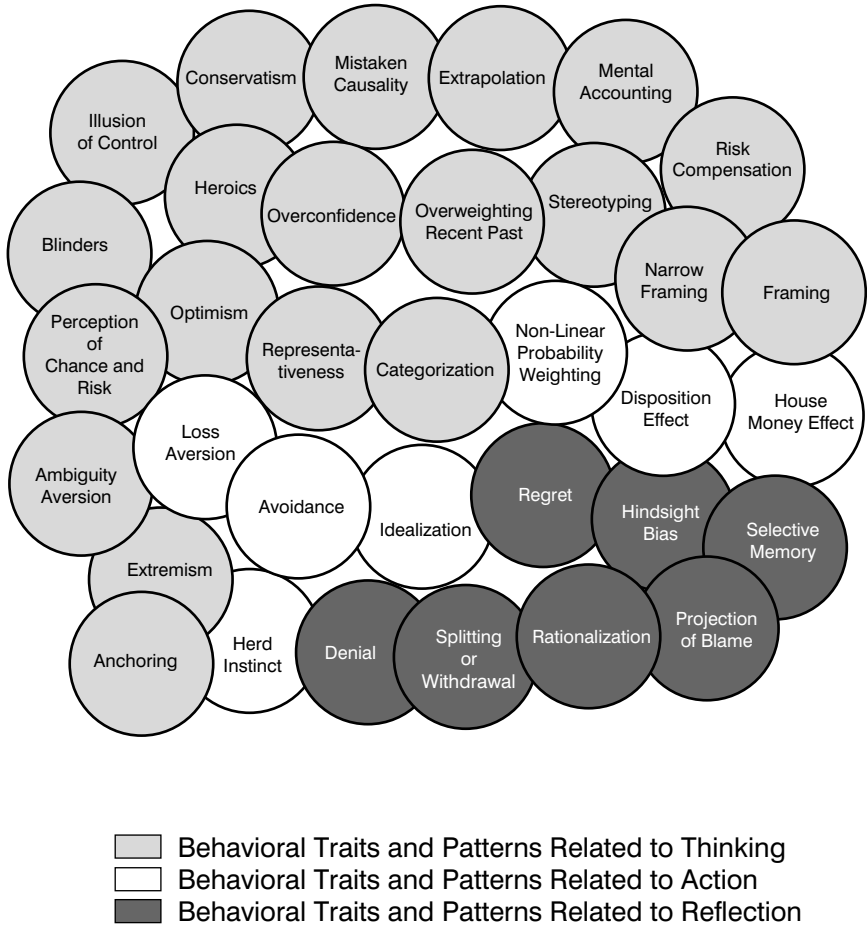 Conservatism
Mistaken
Causality
Extrapolation
Mental
Accounting
Illusion
of Control
Risk
Compensation
Heroics
Overconfidence
Overweighting
Recent Past
Stereotyping
Blinders
Optimism
Narrow
Framing
Framing
Perception
of
Chance and
Risk
Representa-
tiveness
Categorization
Non-Linear
Probability
Weighting
Disposition
Effect
House
Money Effect
Loss
Aversion
Ambiguity
Aversion
Avoidance
Idealization
Regret
Hindsight
Bias
Selective
Memory
Extremism
Anchoring
Herd
Instinct
Denial
Splitting
or
Withdrawal
Rationalization
Projection
of Blame
Behavioral Traits and Patterns Related to Thinking
Behavioral Traits and Patterns Related to Action
Behavioral Traits and Patterns Related to Reflection